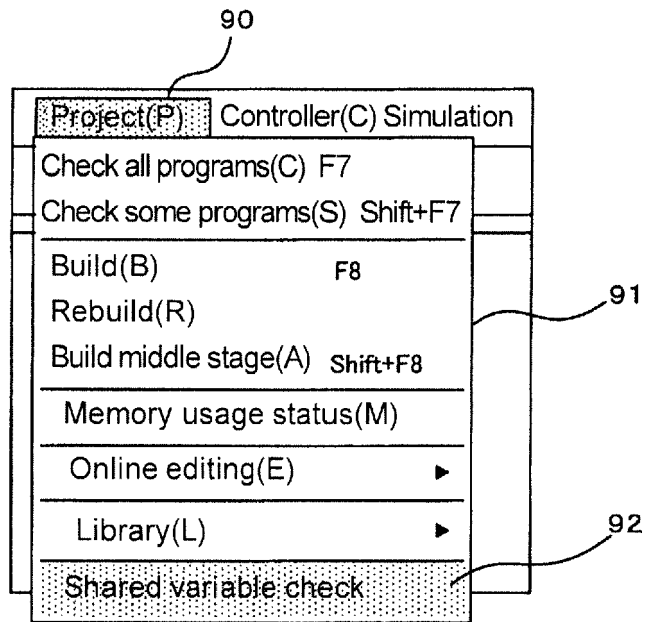 90
Project(P) Controller(C) Simulation
Check all programs(C) F7
Check some programs(S) Shift+F7
Build(B) F8
Rebuild(R)
91
Build middle stage(A) Shift+F8
Memory usage status(M)
Online editing(E) ▶
Library(L) ▶
92
Shared variable check